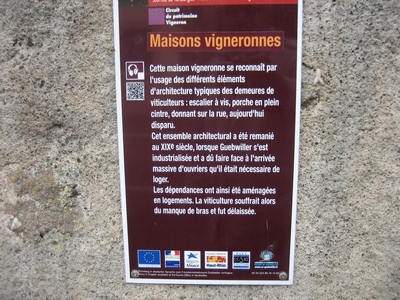 Circuit
du patrimoine
Vigneron
Maisons vigneronnes
Cette maison vigneronne se reconnaît par
l'usage des différents éléments
d'architecture typiques des demeures de
viticulteurs : escalier à vis, porche en plein
cintre, donnant sur la rue, aujourd'hui
disparu.
Cet ensemble architectural a été remanié
au XIXe siècle, lorsque Guebwiller s'est
industrialisée et a dû faire face à l'arrivée
massive d'ouvriers qu'il était nécessaire de
loger.
Les dépendances ont ainsi été aménagées
en logements. La viticulture souffrait alors
du manque de bras et fut délaissée.
Alsace
Haut-Rhin